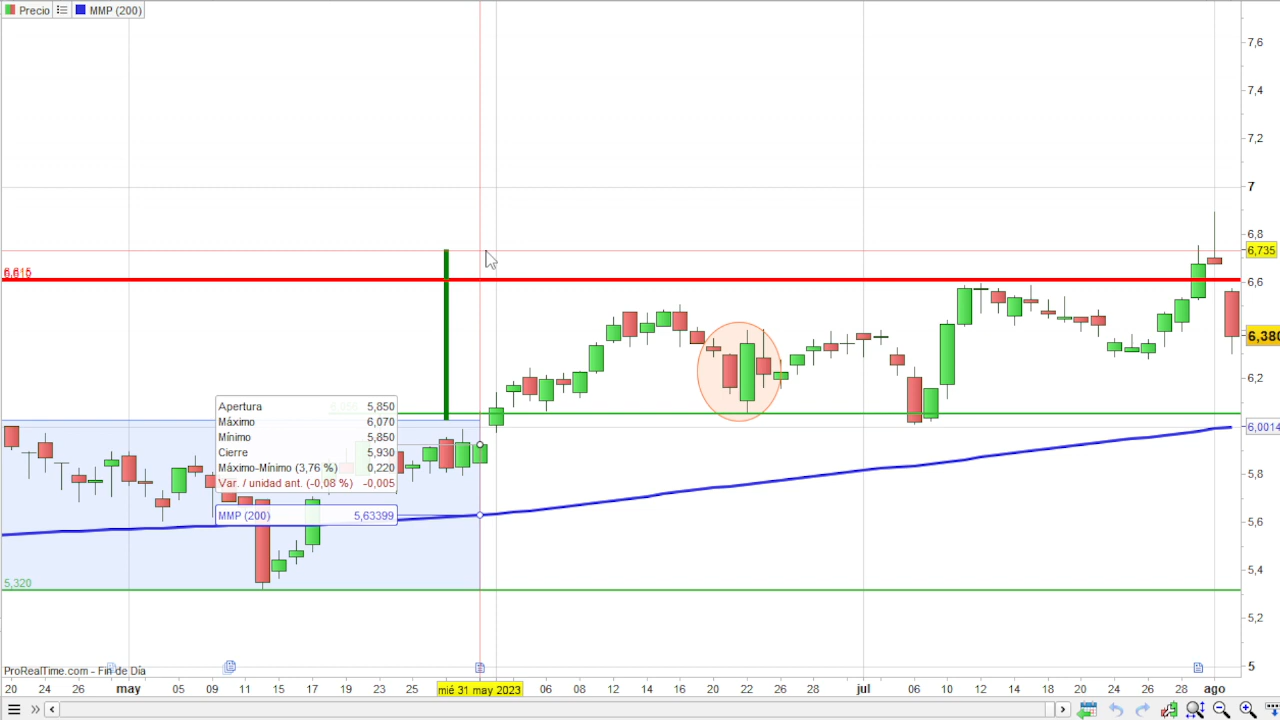 Precio MMP (200)
7,6
7,4
7,2
7
6,8
6,735
6,615
6,6
6,380
6,2
6,0014
5,8
5,6
5,4
5,320
5,2
5
Apertura 5,850
Máximo 6,070
Mínimo 5,850
Cierre 5,930
Máximo-Mínimo (3,76 %) 0,220
Var. / unidad ant. (-0,08 %) -0,005
MMP (200) 5,63399
ProRealTime.com - Fin de Día
20 24 26 may 05 09 11 15 17 19 23 25 mié 31 may 2023 06 08 12 14 16 20 22 26 28 jul 06 10 12 14 18 20 24 26 28 ago